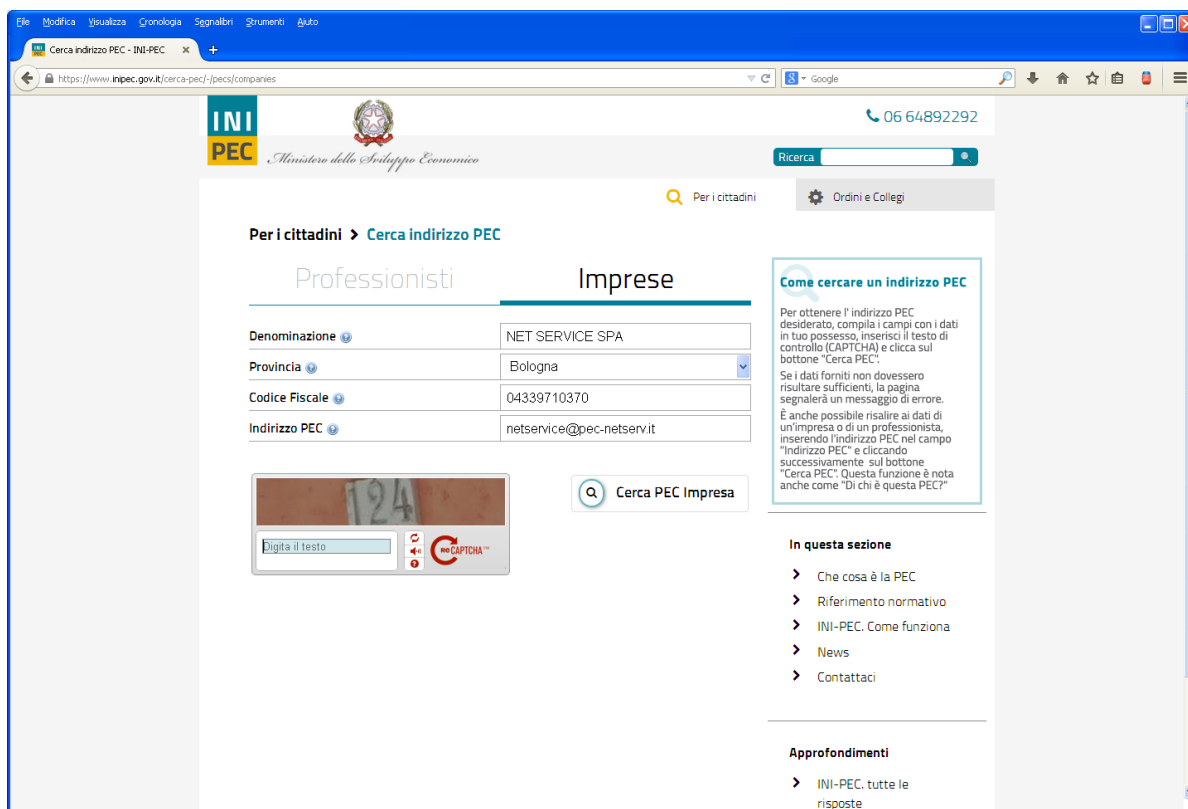 File Modifica Visualizza Cronologia Segnalibri Strumenti Aiuto
Cerca indirizzo PEC - INI-PEC
https://www.inipec.gov.it/cerca-pec/-/pecs/companies
Google
INI
PEC
Ministero dello Sviluppo Economico
06 64892292
Ricerca
Per i cittadini
Ordini e Collegi
Per i cittadini > Cerca indirizzo PEC
Professionisti
Imprese
Denominazione
NET SERVICE SPA
Provincia
Bologna
Codice Fiscale
04339710370
Indirizzo PEC
netservice@pec-netserv.it
Digita il testo
reCAPTCHA™
Cerca PEC Impresa
Come cercare un indirizzo PEC
Per ottenere l' indirizzo PEC
desiderato, compila i campi con i dati
in tuo possesso, inserisci il testo di
controllo (CAPTCHA) e clicca sul
bottone "Cerca PEC".
Se i dati forniti non dovessero
risultare sufficienti, la pagina
segnalerà un messaggio di errore.
È anche possibile risalire ai dati di
un'impresa o di un professionista,
inserendo l'indirizzo PEC nel campo
"Indirizzo PEC" e cliccando
successivamente sul bottone
"Cerca PEC". Questa funzione è nota
anche come "Di chi è questa PEC?"
In questa sezione
Che cosa è la PEC
Riferimento normativo
INI-PEC. Come funziona
News
Contattaci
Approfondimenti
INI-PEC. tutte le
risposte